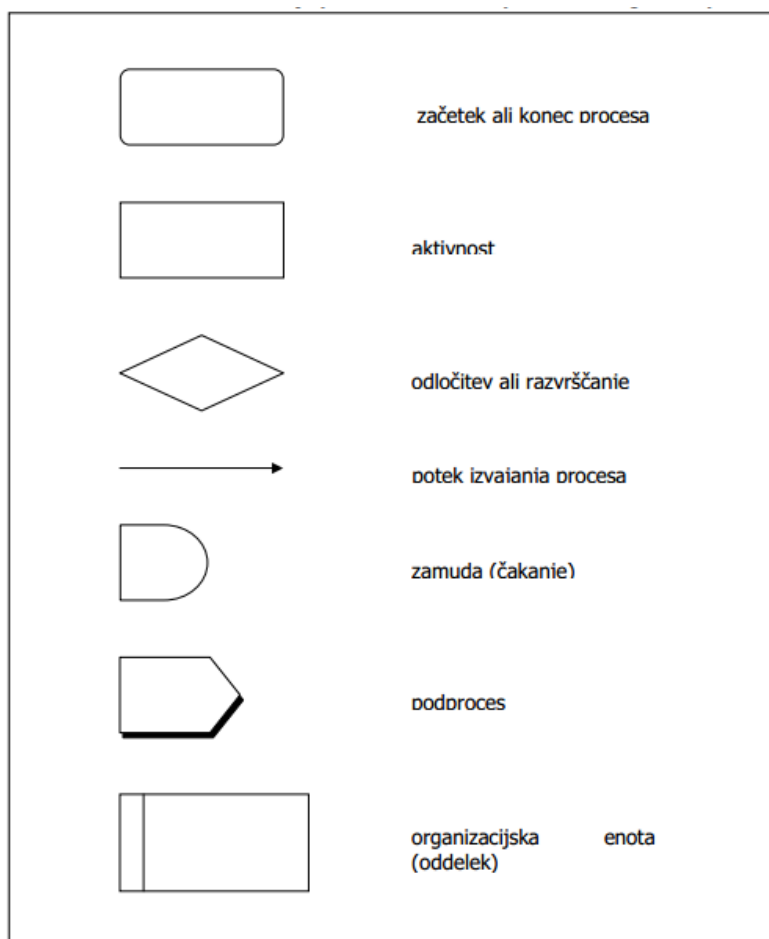 začetek ali konec procesa
aktivnost
odločitev ali razvrščanje
potek izvajanja procesa
zamuda (čakanje)
podproces
organizacijska enota
(oddelek)